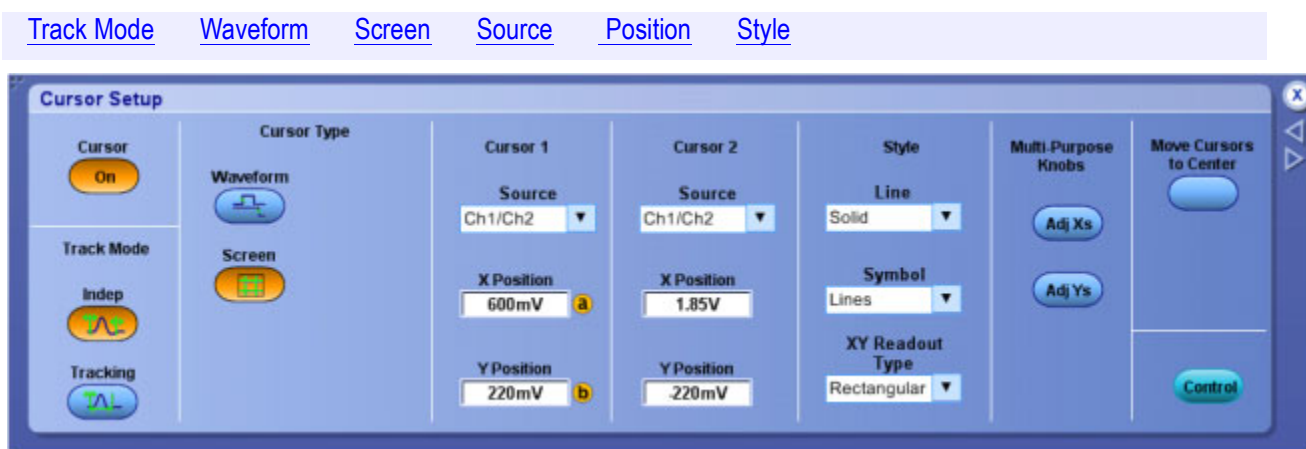 Track Mode Waveform Screen Source Position Style
Cursor Setup
X
Cursor
On
Track Mode
Indep
Tracking
Cursor Type
Waveform
Screen
Cursor 1
Source
Ch1/Ch2
X Position
600mV a
Y Position
220mV b
Cursor 2
Source
Ch1/Ch2
X Position
1.85V
Y Position
-220mV
Style
Line
Solid
Symbol
Lines
XY Readout
Type
Rectangular
Multi-Purpose
Knobs
Adj Xs
Adj Ys
Move Cursors
to Center
Control